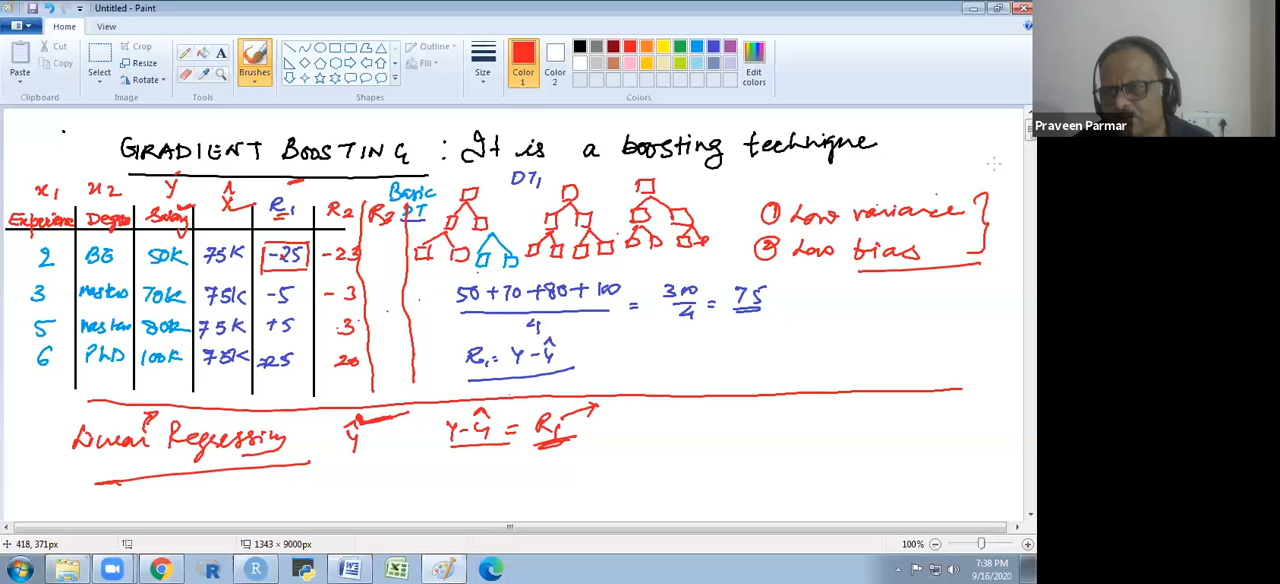 Untitled - Paint
Home View
Paste Cut Copy Select Crop Resize Rotate Brushes Outline Fill Size Color 1 Color 2 Edit colors
Clipboard Image Tools Shapes Colors
Praveen Parmar
GRADIENT BOOSTING : It is a boosting technique
x1 x2 y ŷ R1 R2 R3 Basic DT DT1
Experience Degree Salary
① Low variance
② Low bias
2 BE 50K 75K -25 -23
3 Masters 70K 75K -5 -3
5 Masters 80K 75K +5 3
6 PhD 100K 75K 25 20
50+70+80+100 / 4 = 300/4 = 75
R1 = Y-Ŷ
Linear Regression ŷ Y-Ŷ = R1
418, 371px 1343 × 9000px 100%
7:38 PM
9/16/2020